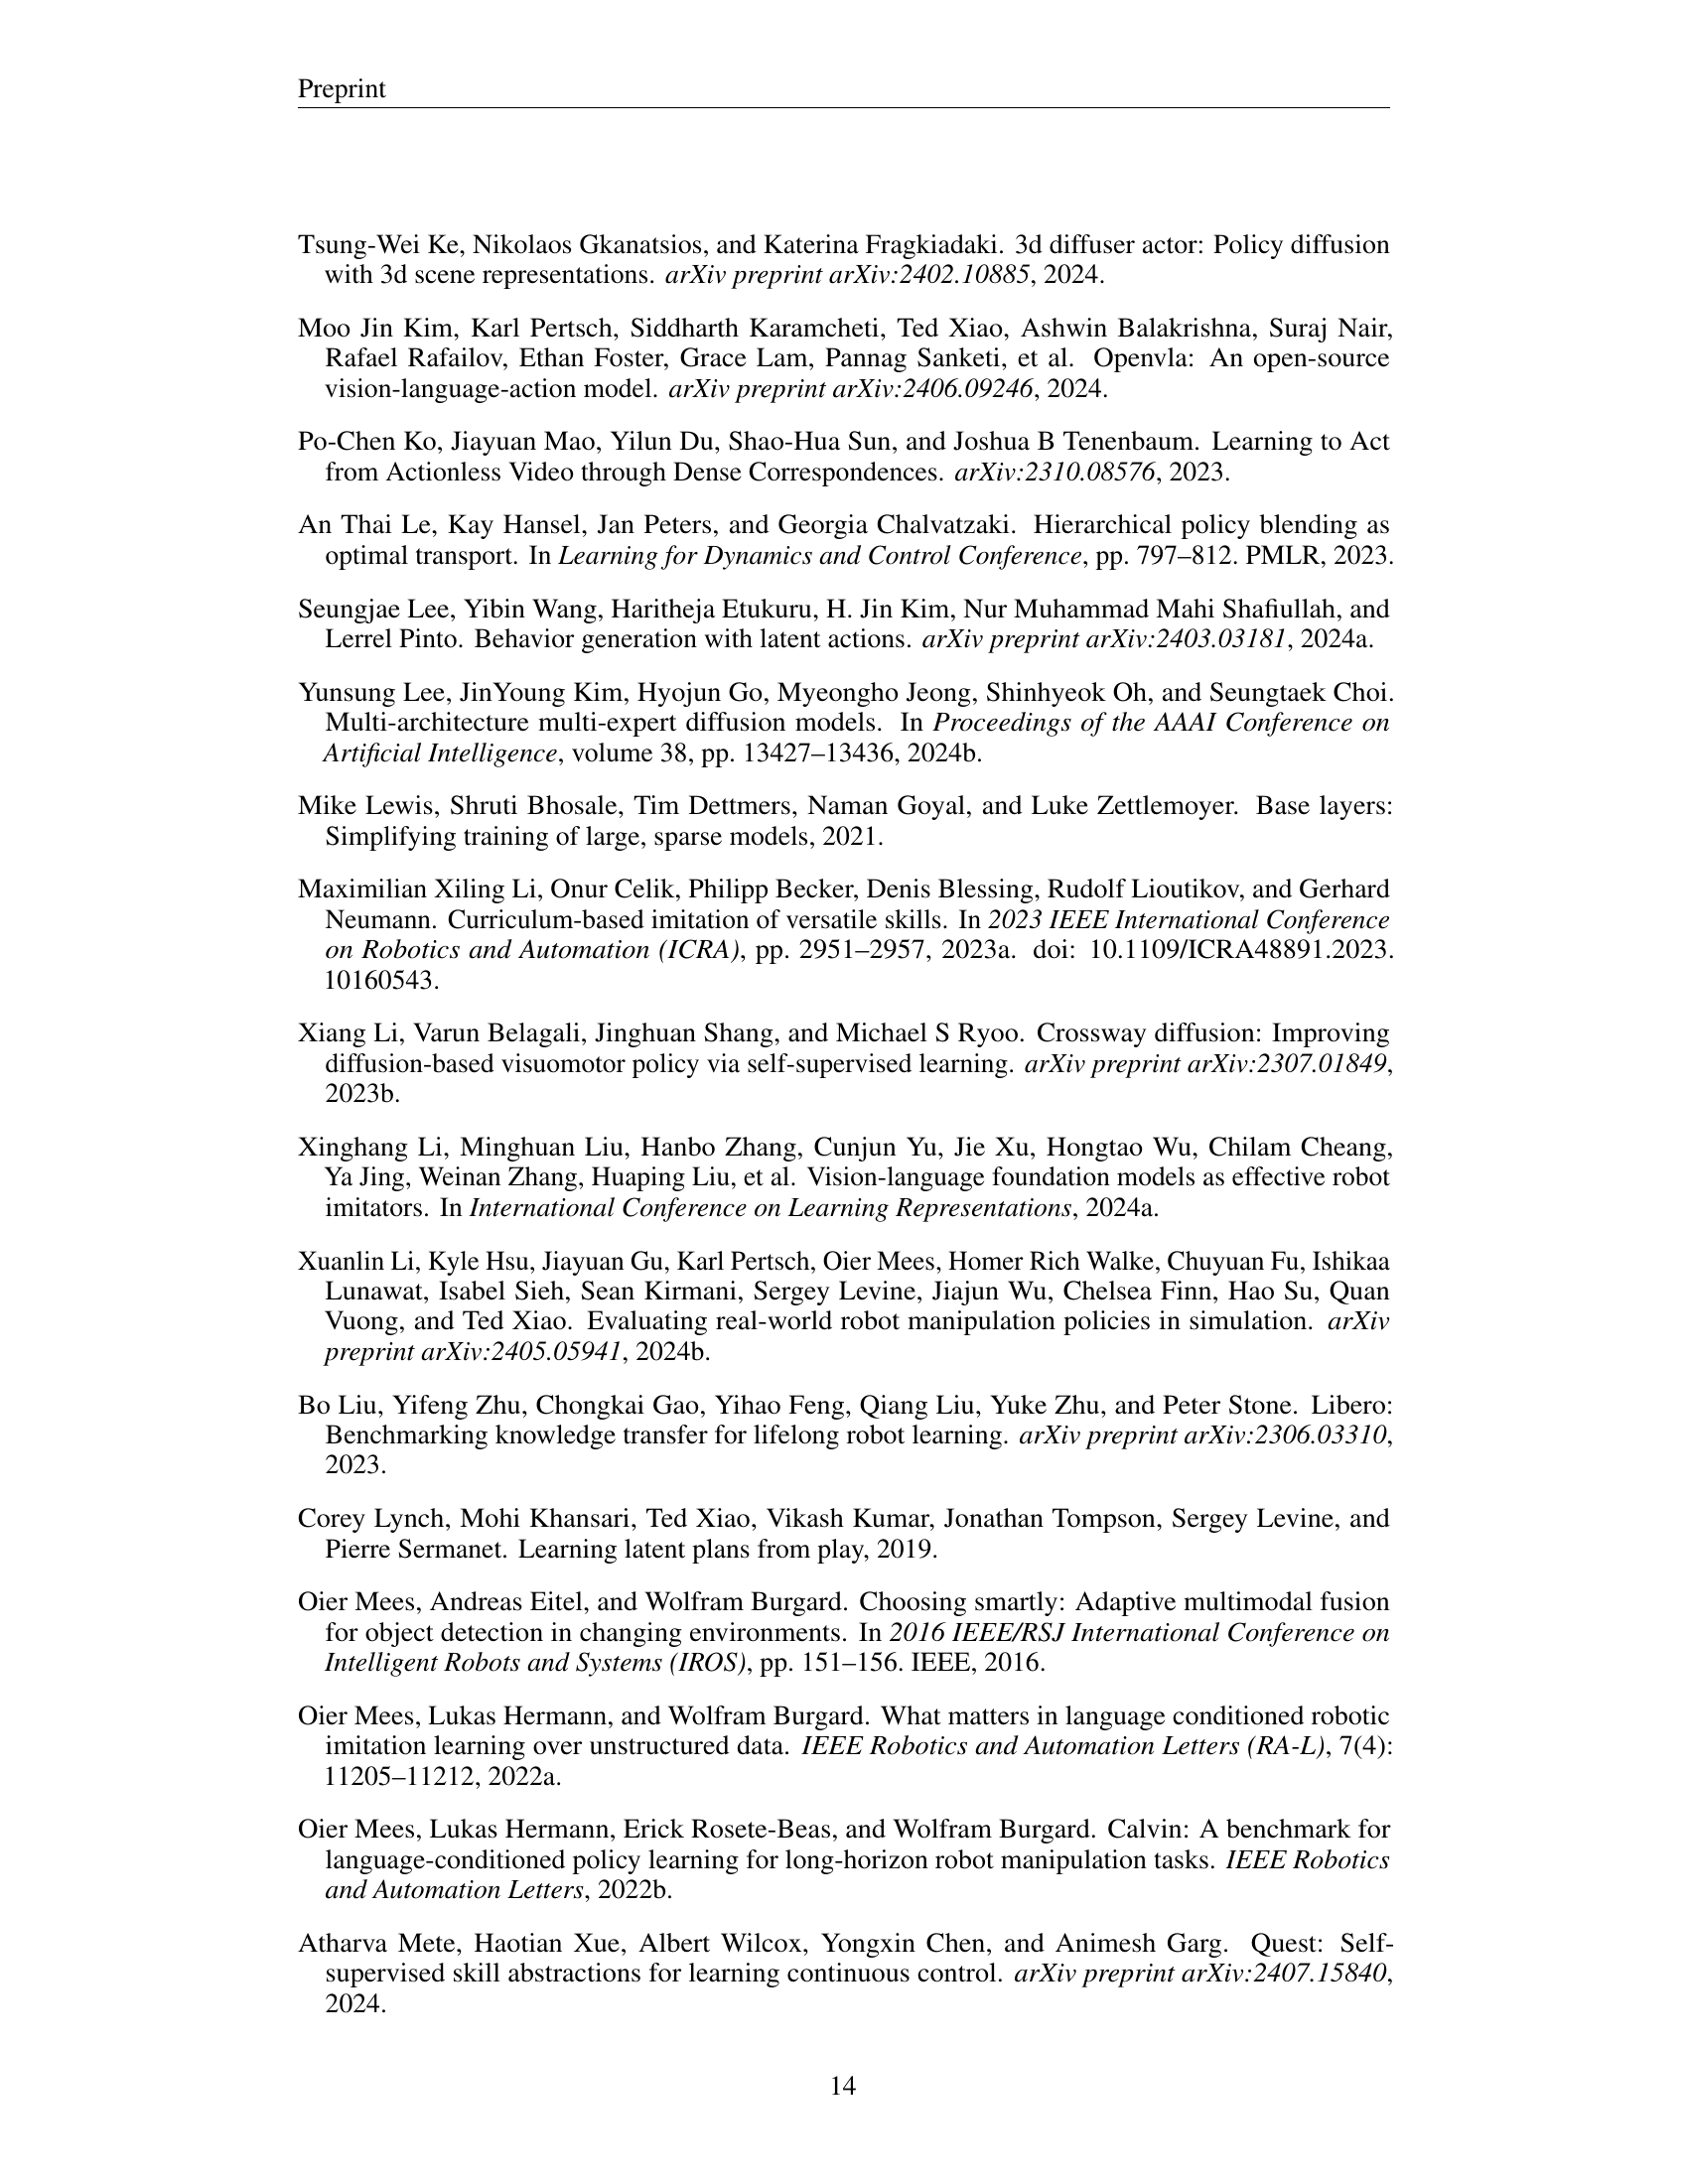 Preprint
Tsung-Wei Ke, Nikolaos Gkanatsios, and Katerina Fragkiadaki. 3d diffuser actor: Policy diffusion
with 3d scene representations. arXiv preprint arXiv:2402.10885, 2024.
Moo Jin Kim, Karl Pertsch, Siddharth Karamcheti, Ted Xiao, Ashwin Balakrishna, Suraj Nair,
Rafael Rafailov, Ethan Foster, Grace Lam, Pannag Sanketi, et al. Openvla: An open-source
vision-language-action model. arXiv preprint arXiv:2406.09246, 2024.
Po-Chen Ko, Jiayuan Mao, Yilun Du, Shao-Hua Sun, and Joshua B Tenenbaum. Learning to Act
from Actionless Video through Dense Correspondences. arXiv:2310.08576, 2023.
An Thai Le, Kay Hansel, Jan Peters, and Georgia Chalvatzaki. Hierarchical policy blending as
optimal transport. In Learning for Dynamics and Control Conference, pp. 797–812. PMLR, 2023.
Seungjae Lee, Yibin Wang, Haritheja Etukuru, H. Jin Kim, Nur Muhammad Mahi Shafiullah, and
Lerrel Pinto. Behavior generation with latent actions. arXiv preprint arXiv:2403.03181, 2024a.
Yunsung Lee, JinYoung Kim, Hyojun Go, Myeongho Jeong, Shinhyeok Oh, and Seungtaek Choi.
Multi-architecture multi-expert diffusion models. In Proceedings of the AAAI Conference on
Artificial Intelligence, volume 38, pp. 13427–13436, 2024b.
Mike Lewis, Shruti Bhosale, Tim Dettmers, Naman Goyal, and Luke Zettlemoyer. Base layers:
Simplifying training of large, sparse models, 2021.
Maximilian Xiling Li, Onur Celik, Philipp Becker, Denis Blessing, Rudolf Lioutikov, and Gerhard
Neumann. Curriculum-based imitation of versatile skills. In 2023 IEEE International Conference
on Robotics and Automation (ICRA), pp. 2951–2957, 2023a. doi: 10.1109/ICRA48891.2023.
10160543.
Xiang Li, Varun Belagali, Jinghuan Shang, and Michael S Ryoo. Crossway diffusion: Improving
diffusion-based visuomotor policy via self-supervised learning. arXiv preprint arXiv:2307.01849,
2023b.
Xinghang Li, Minghuan Liu, Hanbo Zhang, Cunjun Yu, Jie Xu, Hongtao Wu, Chilam Cheang,
Ya Jing, Weinan Zhang, Huaping Liu, et al. Vision-language foundation models as effective robot
imitators. In International Conference on Learning Representations, 2024a.
Xuanlin Li, Kyle Hsu, Jiayuan Gu, Karl Pertsch, Oier Mees, Homer Rich Walke, Chuyuan Fu, Ishikaa
Lunawat, Isabel Sieh, Sean Kirmani, Sergey Levine, Jiajun Wu, Chelsea Finn, Hao Su, Quan
Vuong, and Ted Xiao. Evaluating real-world robot manipulation policies in simulation. arXiv
preprint arXiv:2405.05941, 2024b.
Bo Liu, Yifeng Zhu, Chongkai Gao, Yihao Feng, Qiang Liu, Yuke Zhu, and Peter Stone. Libero:
Benchmarking knowledge transfer for lifelong robot learning. arXiv preprint arXiv:2306.03310,
2023.
Corey Lynch, Mohi Khansari, Ted Xiao, Vikash Kumar, Jonathan Tompson, Sergey Levine, and
Pierre Sermanet. Learning latent plans from play, 2019.
Oier Mees, Andreas Eitel, and Wolfram Burgard. Choosing smartly: Adaptive multimodal fusion
for object detection in changing environments. In 2016 IEEE/RSJ International Conference on
Intelligent Robots and Systems (IROS), pp. 151–156. IEEE, 2016.
Oier Mees, Lukas Hermann, and Wolfram Burgard. What matters in language conditioned robotic
imitation learning over unstructured data. IEEE Robotics and Automation Letters (RA-L), 7(4):
11205–11212, 2022a.
Oier Mees, Lukas Hermann, Erick Rosete-Beas, and Wolfram Burgard. Calvin: A benchmark for
language-conditioned policy learning for long-horizon robot manipulation tasks. IEEE Robotics
and Automation Letters, 2022b.
Atharva Mete, Haotian Xue, Albert Wilcox, Yongxin Chen, and Animesh Garg. Quest: Self-
supervised skill abstractions for learning continuous control. arXiv preprint arXiv:2407.15840,
2024.
14